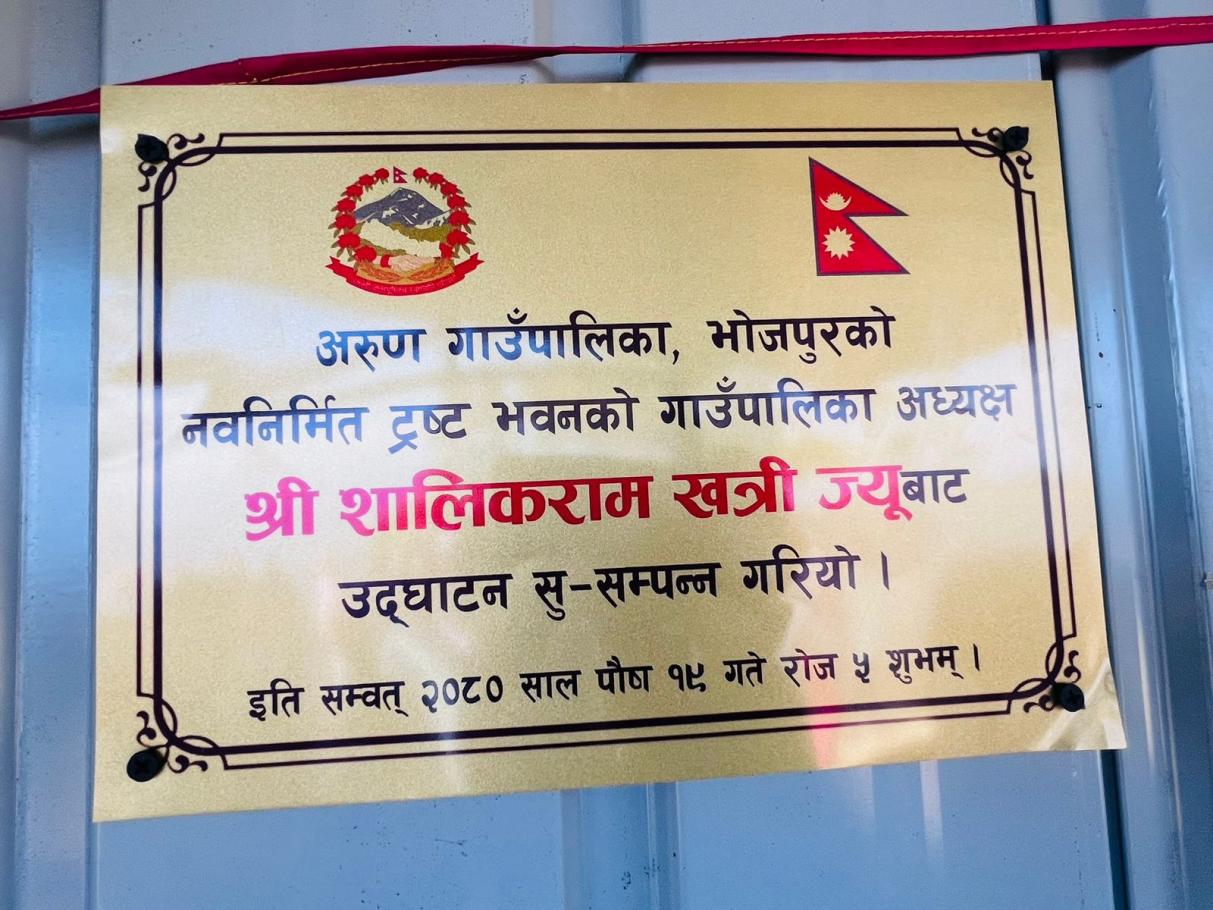 अरुण गाउँपालिका, भोजपुरको
नवनिर्मित ट्रष्ट भवनको गाउँपालिका अध्यक्ष
श्री शालिकराम खत्री ज्यूबाट
उद्‌घाटन सु-सम्पन्न गरियो ।
इति सम्वत् २०८० साल पौष १९ गते रोज ५ शुभम् ।